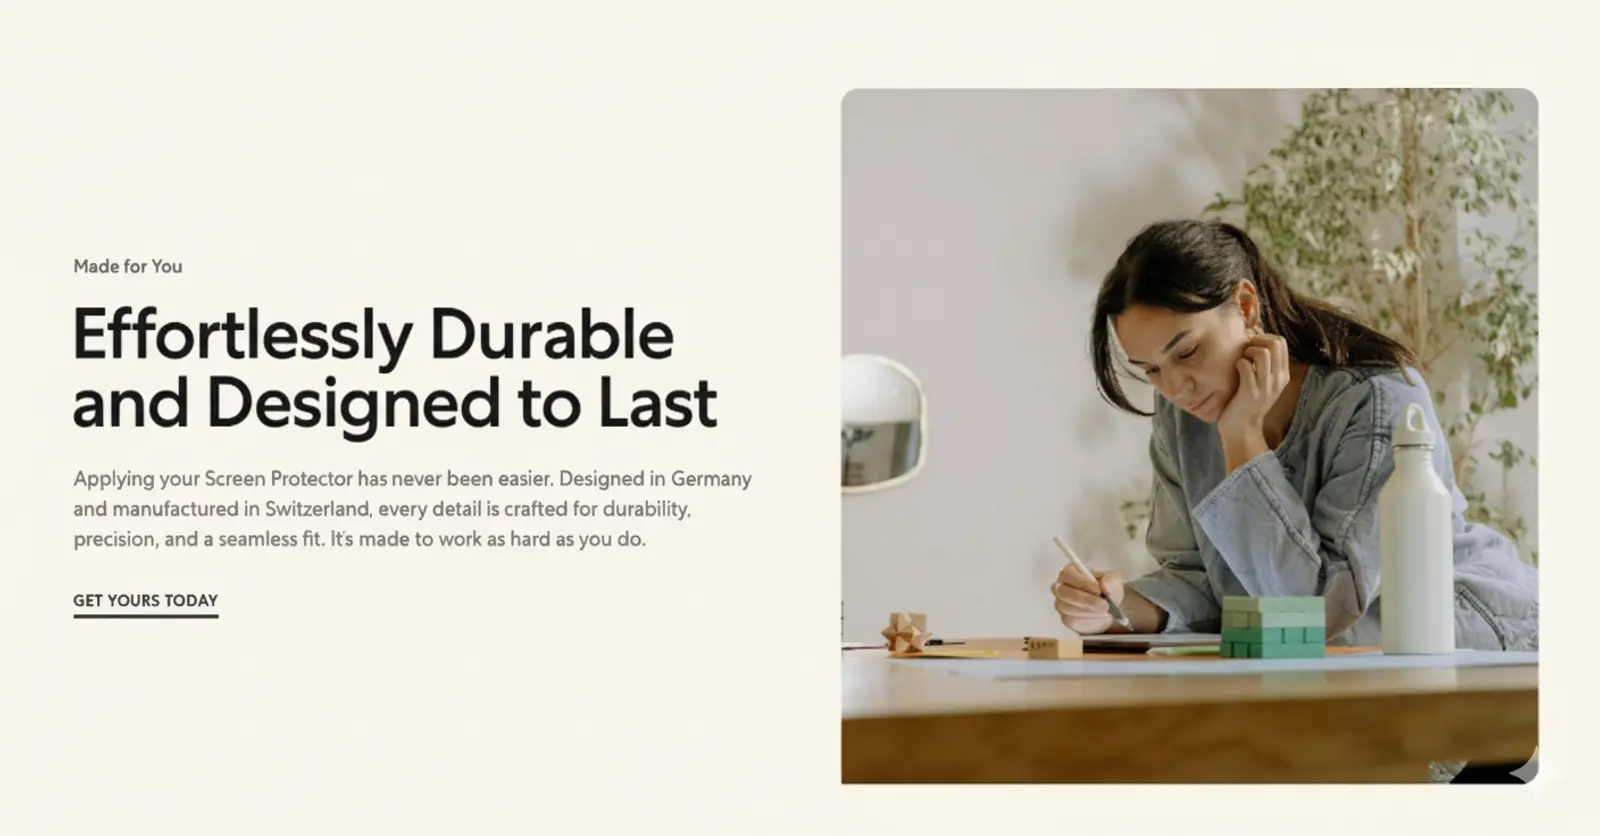 Made for You
Effortlessly Durable
and Designed to Last
Applying your Screen Protector has never been easier. Designed in Germany
and manufactured in Switzerland, every detail is crafted for durability,
precision, and a seamless fit. It's made to work as hard as you do.
GET YOURS TODAY